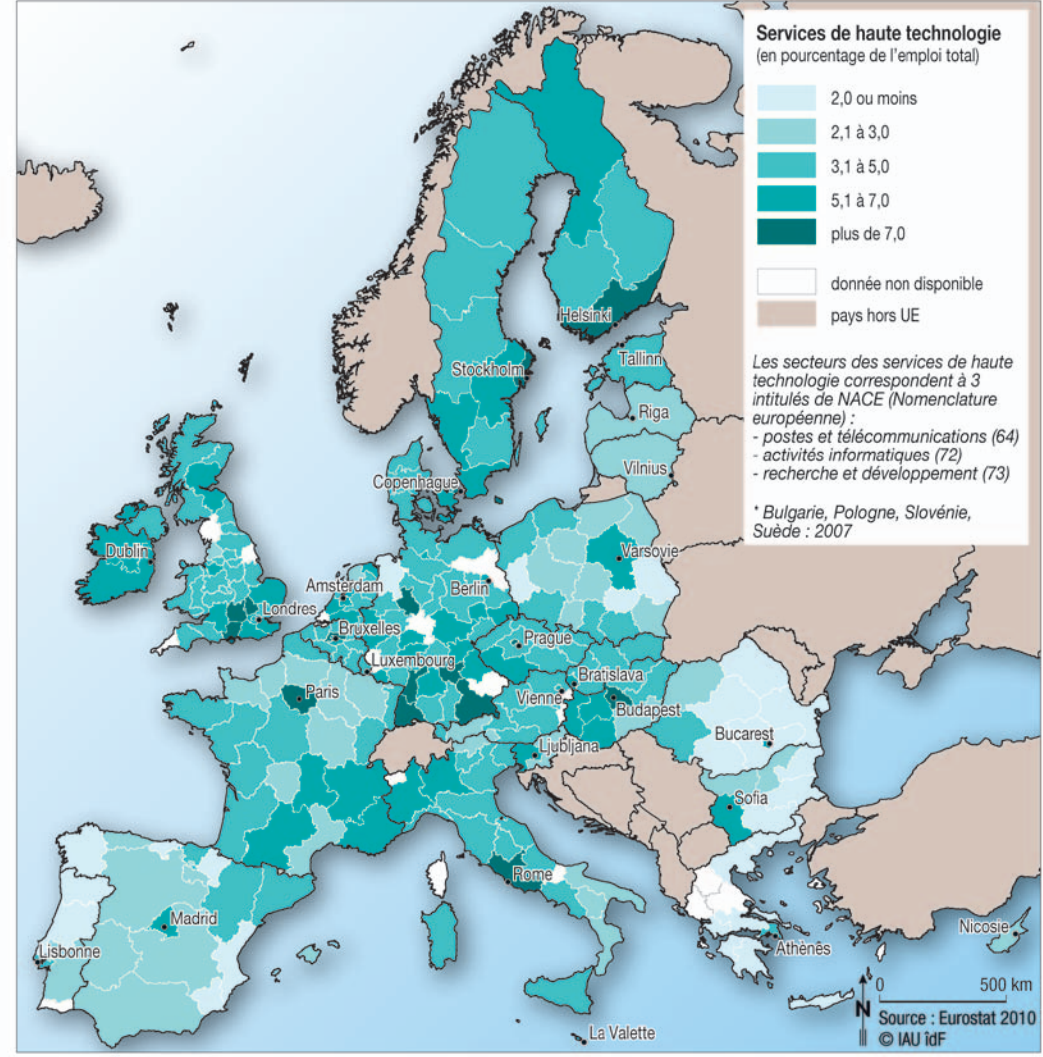 Services de haute technologie
(en pourcentage de l'emploi total)
2,0 ou moins
2,1 à 3,0
3,1 à 5,0
5,1 à 7,0
plus de 7,0
donnée non disponible
pays hors UE
Les secteurs des services de haute
technologie correspondent à 3
intitulés de NACE (Nomenclature
européenne) :
- postes et télécommunications (64)
- activités informatiques (72)
- recherche et développement (73)
* Bulgarie, Pologne, Slovénie,
Suède : 2007
Helsinki
Tallinn
Stockholm
Riga
Vilnius
Copenhague
Dublin
Varsovie
Amsterdam
Berlin
Londres
Bruxelles
Prague
Luxembourg
Bratislava
Paris
Vienne
Budapest
Bucarest
Ljubljana
Sofia
Rome
Madrid
Lisbonne
Nicosie
Athènês
La Valette
0 500 km
N
Source : Eurostat 2010
© IAU îdF